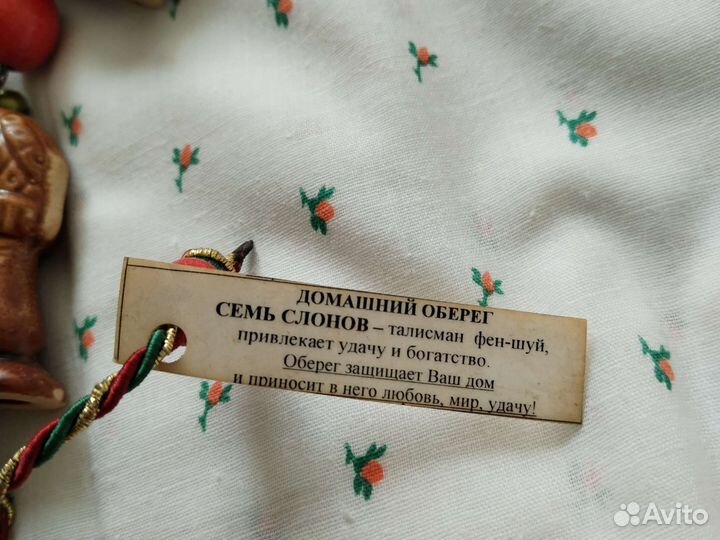 ДОМАШНИЙ ОБЕРЕГ
СЕМЬ СЛОНОВ – талисман фен-шуй,
привлекает удачу и богатство.
Оберег защищает Ваш дом
и приносит в него любовь, мир, удачу!
Avito